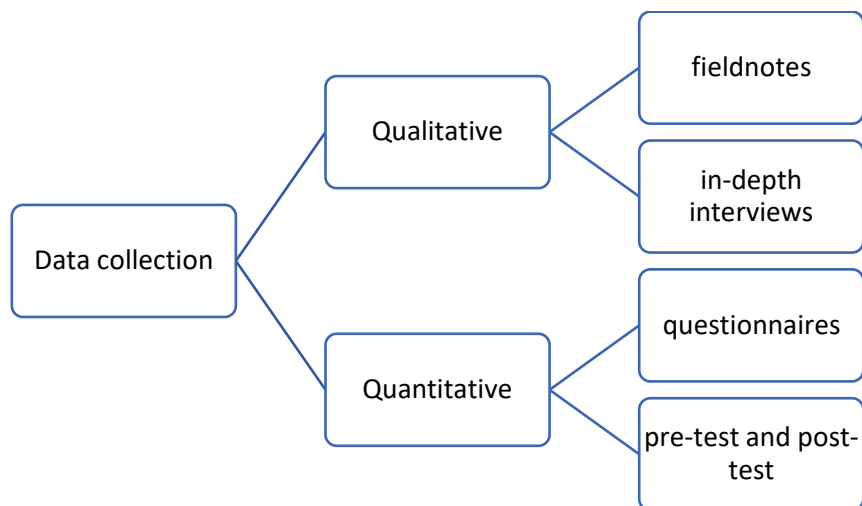 Data collection
Qualitative
fieldnotes
in-depth
interviews
Quantitative
questionnaires
pre-test and post-
test